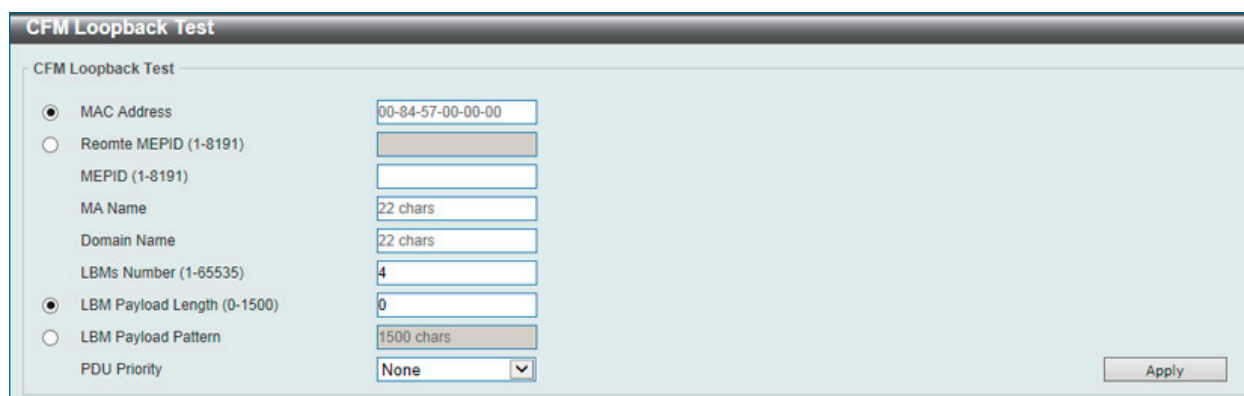 CFM Loopback Test
CFM Loopback Test
MAC Address 00-84-57-00-00-00
Reomte MEPID (1-8191)
MEPID (1-8191)
MA Name 22 chars
Domain Name 22 chars
LBMs Number (1-65535) 4
LBM Payload Length (0-1500) 0
LBM Payload Pattern 1500 chars
PDU Priority None Apply